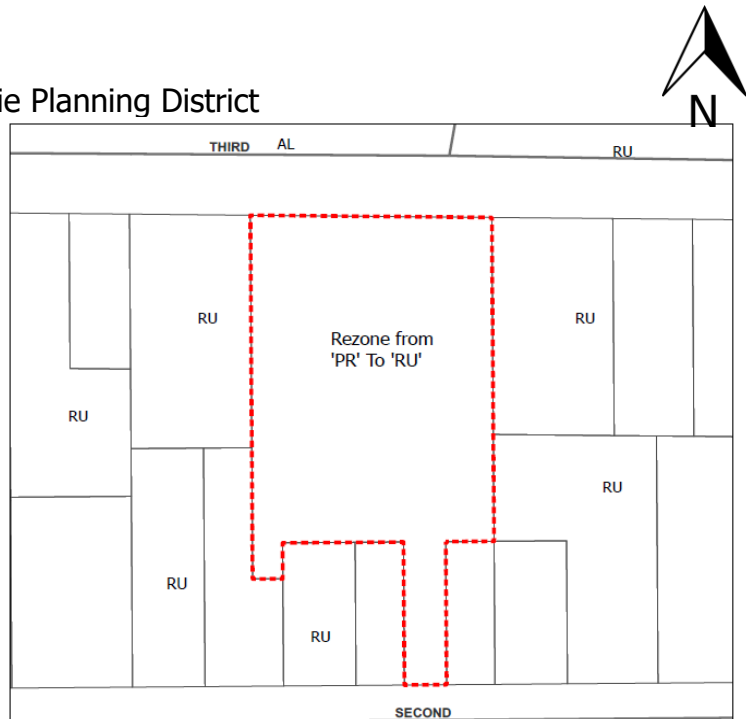 N
ie Planning District
THIRD AL RU
RU
Rezone from
'PR' To 'RU'
RU
RU
RU
RU
RU
SECOND